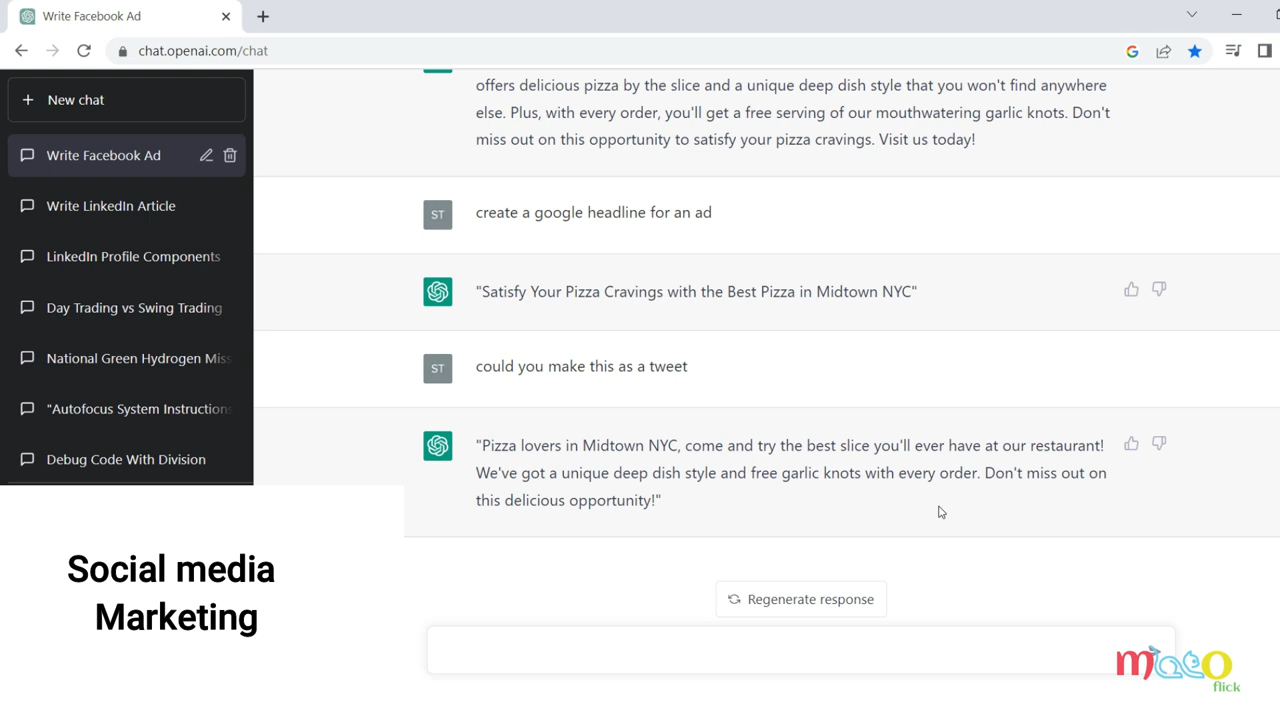 Write Facebook Ad
chat.openai.com/chat
New chat
Write Facebook Ad
Write LinkedIn Article
LinkedIn Profile Components
Day Trading vs Swing Trading
National Green Hydrogen Miss
"Autofocus System Instructions
Debug Code With Division
offers delicious pizza by the slice and a unique deep dish style that you won't find anywhere
else. Plus, with every order, you'll get a free serving of our mouthwatering garlic knots. Don't
miss out on this opportunity to satisfy your pizza cravings. Visit us today!
ST
create a google headline for an ad
"Satisfy Your Pizza Cravings with the Best Pizza in Midtown NYC"
ST
could you make this as a tweet
"Pizza lovers in Midtown NYC, come and try the best slice you'll ever have at our restaurant!
We've got a unique deep dish style and free garlic knots with every order. Don't miss out on
this delicious opportunity!"
Social media
Marketing
Regenerate response
flick